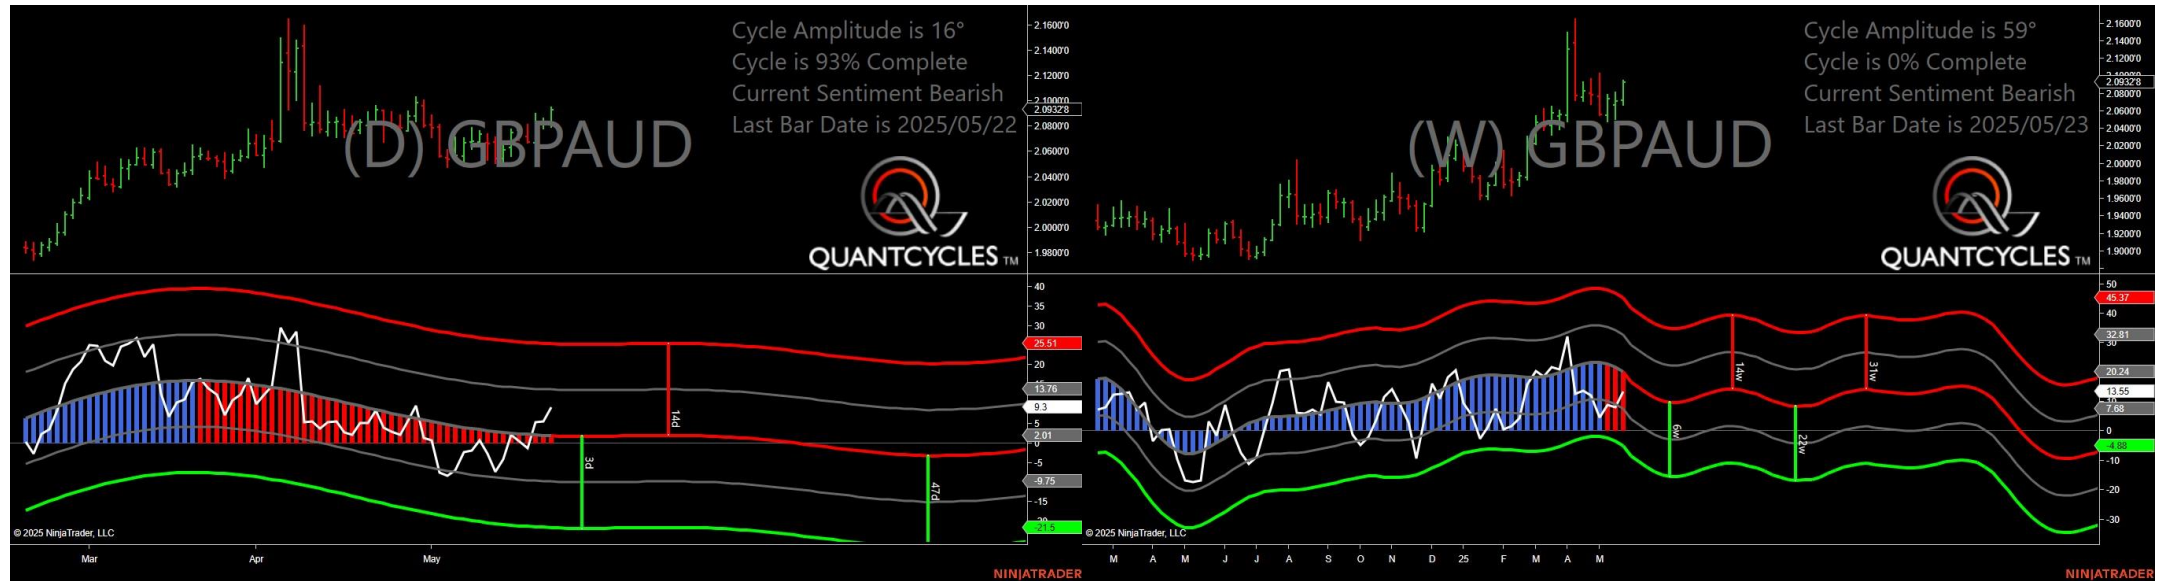 Cycle Amplitude is 16°
Cycle is 93% Complete
Current Sentiment Bearish
Last Bar Date is 2025/05/22
(D) GBPAUD
QUANTCYCLES TM
2.1600'0
2.1400'0
2.1200'0
2.1000'0
2.0932'8
2.0800'0
2.0600'0
2.0400'0
2.0200'0
2.0000'0
1.9800'0
40
35
30
25.51
20
13.76
9.3
5
2.01
0
-5
-9.75
-15
-21.5
14d
3d
47d
© 2025 NinjaTrader, LLC
Mar Apr May
NINJATRADER
Cycle Amplitude is 59°
Cycle is 0% Complete
Current Sentiment Bearish
Last Bar Date is 2025/05/23
(W) GBPAUD
QUANTCYCLES TM
2.1600'0
2.1400'0
2.1200'0
2.0932'8
2.0800'0
2.0600'0
2.0400'0
2.0200'0
2.0000'0
1.9800'0
1.9600'0
1.9400'0
1.9200'0
1.9000'0
50
45.37
40
32.81
30
20.24
13.55
10
7.68
0
-4.88
-10
-20
-30
14w
31w
6w
22w
© 2025 NinjaTrader, LLC
M A M J J A S O N D 25 F M A M
NINJATRADER